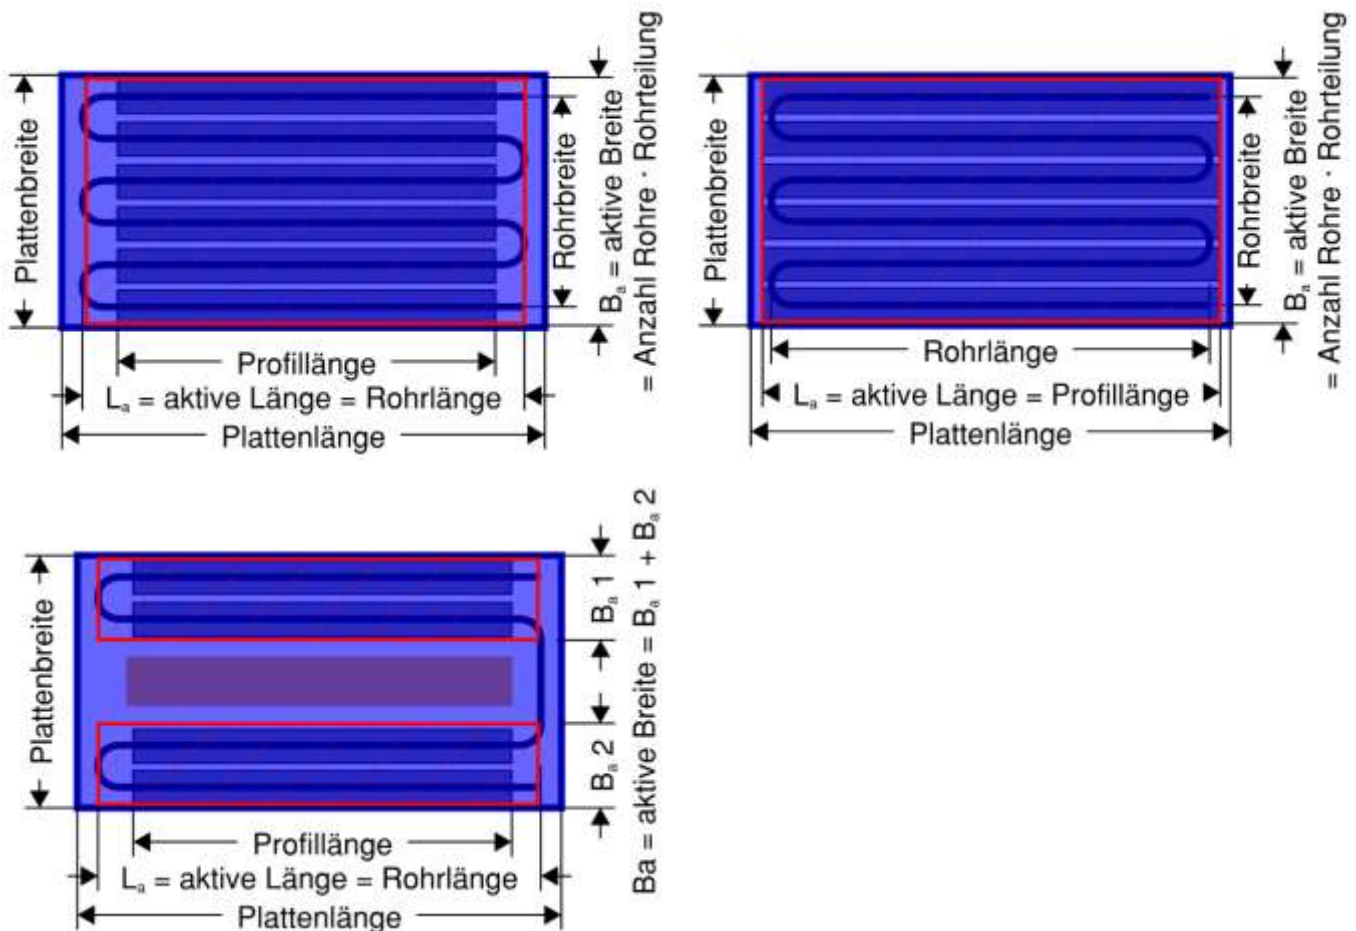 Plattenbreite
Rohrbreite
Bₐ = aktive Breite
= Anzahl Rohre · Rohrteilung
Profillänge
Lₐ = aktive Länge = Rohrlänge
Plattenlänge
Plattenbreite
Rohrbreite
Bₐ = aktive Breite
= Anzahl Rohre · Rohrteilung
Rohrlänge
Lₐ = aktive Länge = Profillänge
Plattenlänge
Plattenbreite
Bₐ 1
Bₐ 2
Ba = aktive Breite = Bₐ 1 + Bₐ 2
Profillänge
Lₐ = aktive Länge = Rohrlänge
Plattenlänge